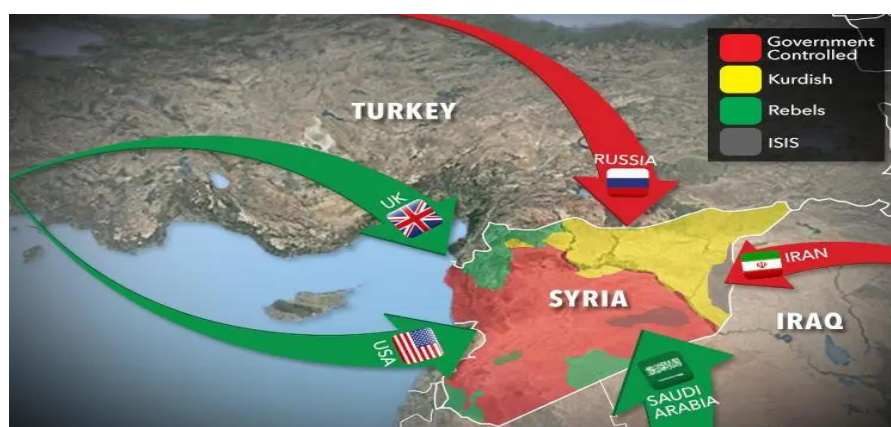 Government
Controlled
Kurdish
Rebels
ISIS
TURKEY
RUSSIA
UK
IRAN
SYRIA
IRAQ
USA
SAUDI
ARABIA